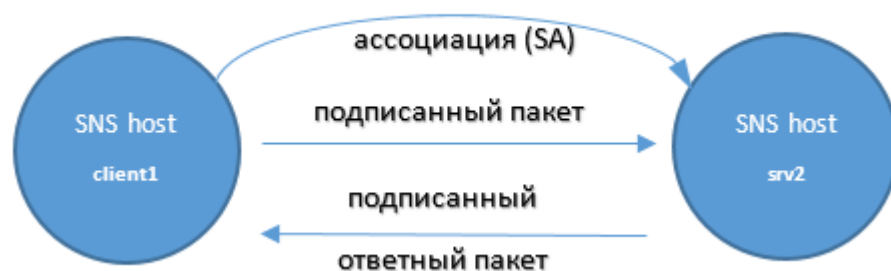 ассоциация (SA)
SNS host
client1
подписанный пакет
SNS host
srv2
подписанный
ответный пакет